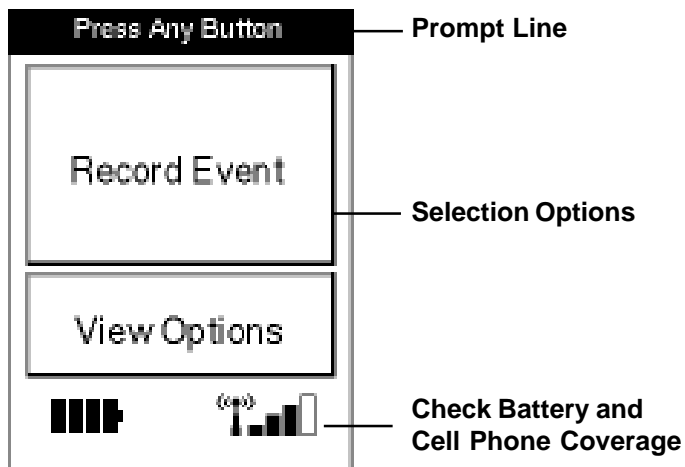 Press Any Button
Prompt Line
Record Event
Selection Options
View Options
Check Battery and
Cell Phone Coverage